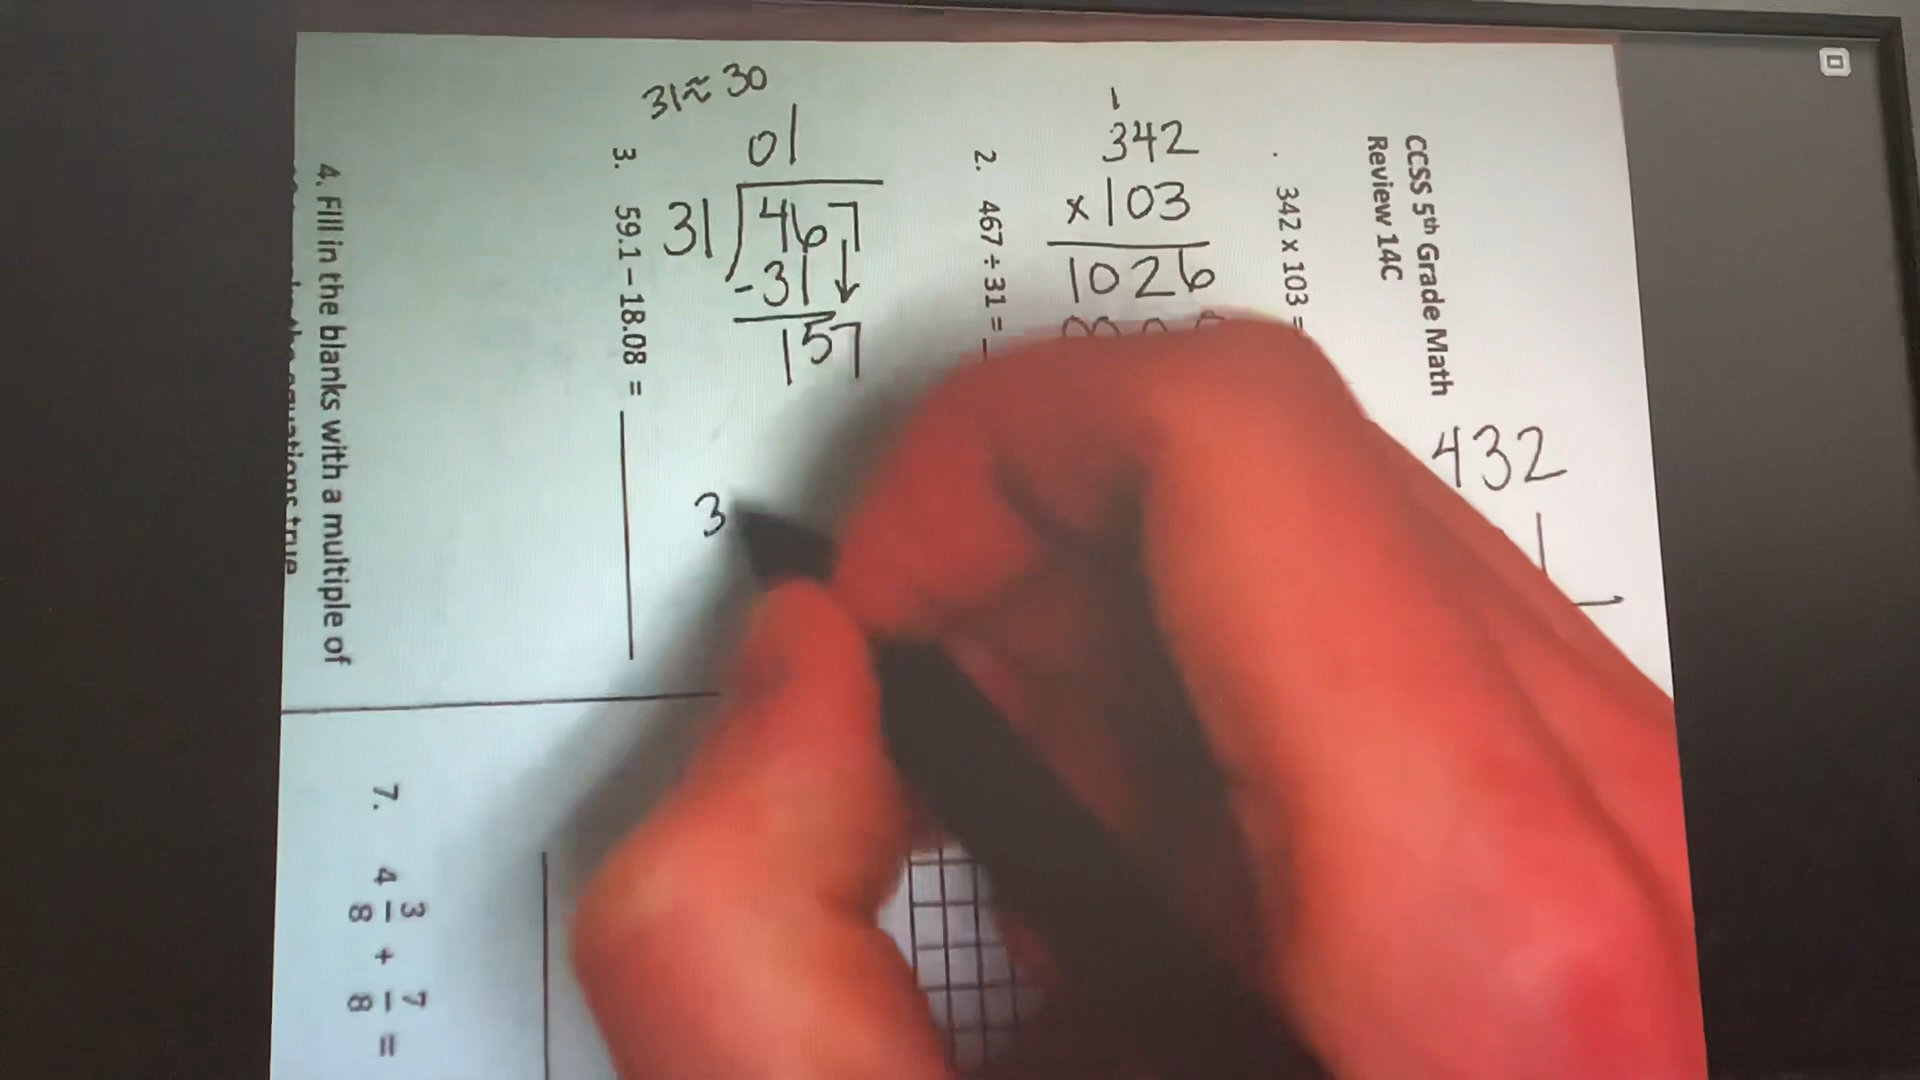 CCSS 5th Grade Math
Review 14C
432
. 342 x 103 =
1
342
x103
1026
2. 467 ÷ 31 =
31≈30
01
31 467
-31
157
3
3. 59.1 – 18.08 =
4. Fill in the blanks with a multiple of
equations true
7. 4 3/8 + 7/8 =